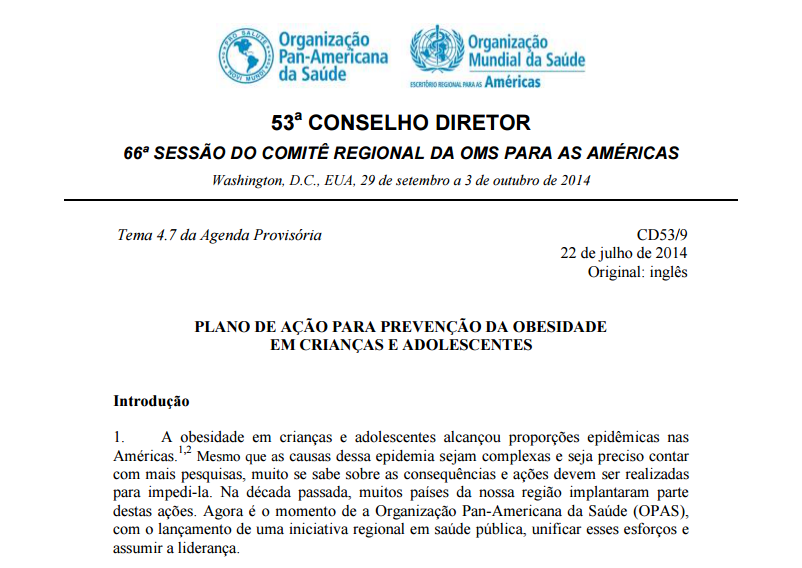 PRO SALUTE
NOVI MUNDI
Organização
Pan-Americana
da Saúde
Organização
Mundial da Saúde
ESCRITÓRIO REGIONAL PARA AS Américas
53ª CONSELHO DIRETOR
66ª SESSÃO DO COMITÊ REGIONAL DA OMS PARA AS AMÉRICAS
Washington, D.C., EUA, 29 de setembro a 3 de outubro de 2014
Tema 4.7 da Agenda Provisória
CD53/9
22 de julho de 2014
Original: inglês
PLANO DE AÇÃO PARA PREVENÇÃO DA OBESIDADE
EM CRIANÇAS E ADOLESCENTES
Introdução
1. A obesidade em crianças e adolescentes alcançou proporções epidêmicas nas
Américas.1,2 Mesmo que as causas dessa epidemia sejam complexas e seja preciso contar
com mais pesquisas, muito se sabe sobre as consequências e ações devem ser realizadas
para impedi-la. Na década passada, muitos países da nossa região implantaram parte
destas ações. Agora é o momento de a Organização Pan-Americana da Saúde (OPAS),
com o lançamento de uma iniciativa regional em saúde pública, unificar esses esforços e
assumir a liderança.